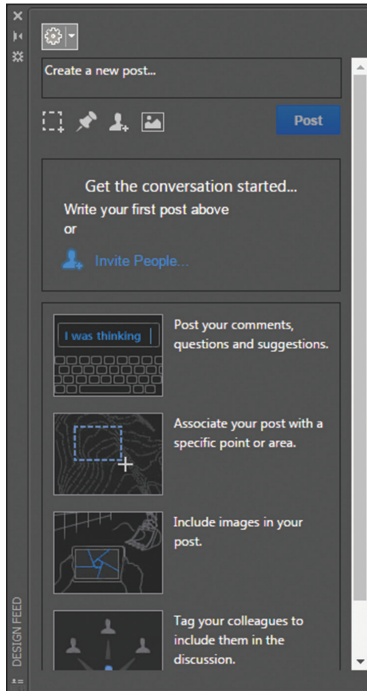 Create a new post...
Post
Get the conversation started...
Write your first post above
or
Invite People...
I was thinking
Post your comments,
questions and suggestions.
Associate your post with a
specific point or area.
Include images in your
post.
Tag your colleagues to
include them in the
discussion.
DESIGN FEED